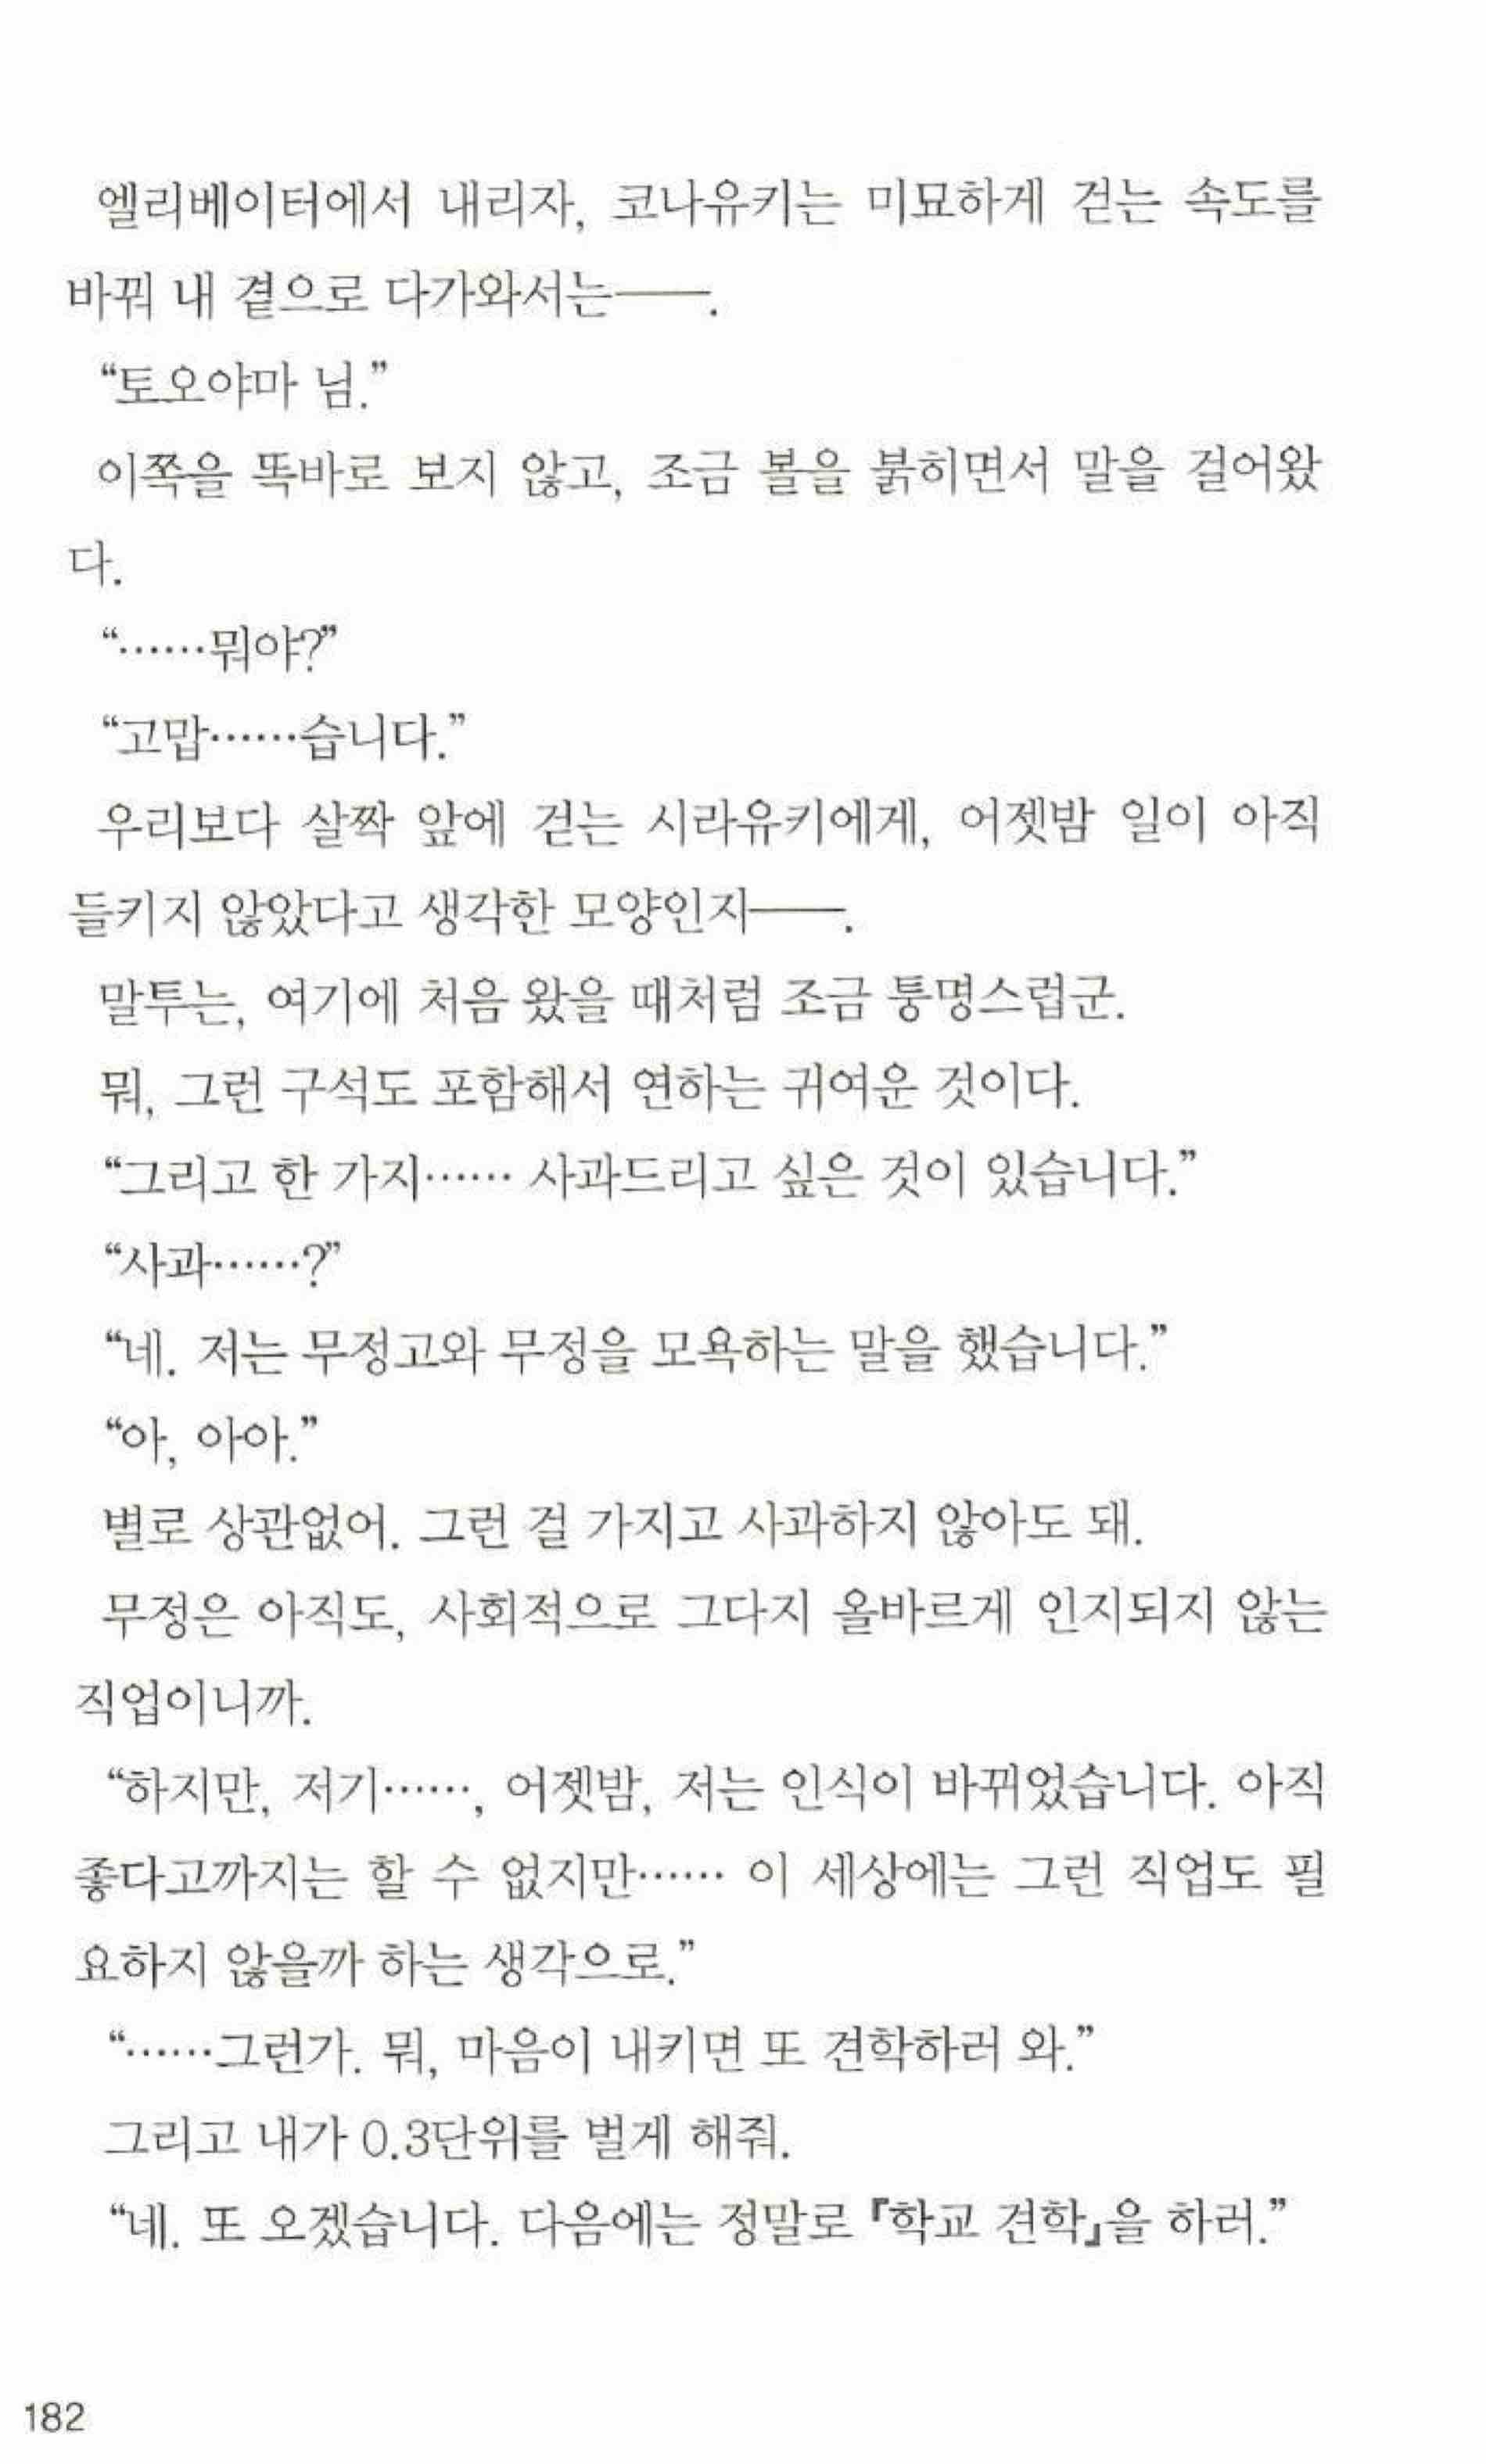 엘리베이터에서 내리자, 코나유키는 미묘하게 걷는 속도를
바꿔 내 곁으로 다가와서는──.
“토오야마 님.”
이쪽을 똑바로 보지 않고, 조금 볼을 붉히면서 말을 걸어왔
다.
“……뭐야?”
“고맙……습니다.”
우리보다 살짝 앞에 걷는 시라유키에게, 어젯밤 일이 아직
들키지 않았다고 생각한 모양인지──.
말투는, 여기에 처음 왔을 때처럼 조금 퉁명스럽군.
뭐, 그런 구석도 포함해서 연하는 귀여운 것이다.
“그리고 한 가지…… 사과드리고 싶은 것이 있습니다.”
“사과……?”
“네. 저는 무정고와 무정을 모욕하는 말을 했습니다.”
“아, 아아.”
별로 상관없어. 그런 걸 가지고 사과하지 않아도 돼.
무정은 아직도, 사회적으로 그다지 올바르게 인지되지 않는
직업이니까.
“하지만, 저기……, 어젯밤, 저는 인식이 바뀌었습니다. 아직
좋다고까지는 할 수 없지만…… 이 세상에는 그런 직업도 필
요하지 않을까 하는 생각으로.”
“……그런가. 뭐, 마음이 내키면 또 견학하러 와.”
그리고 내가 0.3단위를 벌게 해줘.
“네. 또 오겠습니다. 다음에는 정말로 『학교 견학』을 하러.”
182